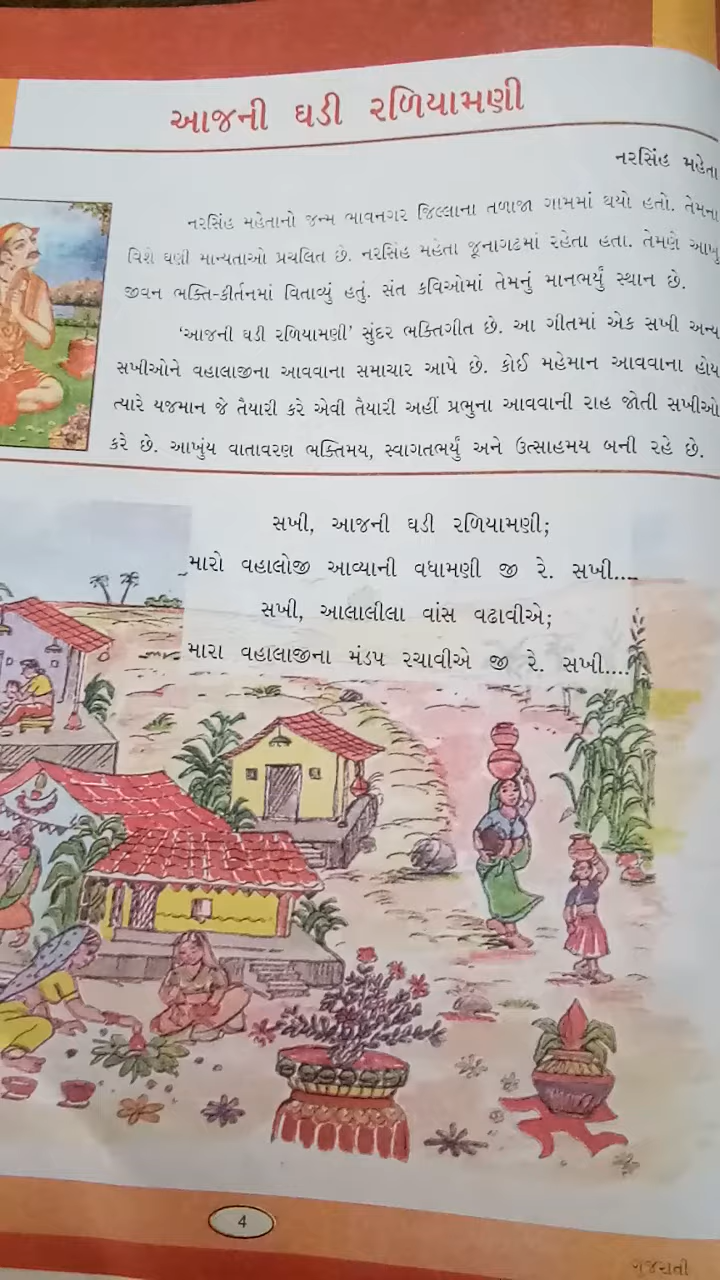 આજની ઘડી રળિયામણી
નરસિંહ મહેતા
નરસિંહ મહેતાનો જન્મ ભાવનગર જિલ્લાના તળાજા ગામમાં થયો હતો. તેમના
વિશે ઘણી માન્યતાઓ પ્રચલિત છે. નરસિંહ મહેતા જૂનાગઢમાં રહેતા હતા. તેમણે આખુ
જીવન ભક્તિ-કીર્તનમાં વિતાવ્યું હતું. સંત કવિઓમાં તેમનું માનભર્યું સ્થાન છે.
‘આજની ઘડી રળિયામણી’ સુંદર ભક્તિગીત છે. આ ગીતમાં એક સખી અન્ય
સખીઓને વહાલાજીના આવવાના સમાચાર આપે છે. કોઈ મહેમાન આવવાના હોય
ત્યારે યજમાન જે તૈયારી કરે એવી તૈયારી અહીં પ્રભુના આવવાની રાહ જોતી સખીઓ
કરે છે. આખુંય વાતાવરણ ભક્તિમય, સ્વાગતભર્યું અને ઉત્સાહમય બની રહે છે.
સખી, આજની ઘડી રળિયામણી;
મારો વહાલોજી આવ્યાની વધામણી જી રે. સખી....
સખી, આલાલીલા વાંસ વઢાવીએ;
મારા વહાલાજીના મંડપ રચાવીએ જી રે. સખી....
4
ગુજરાતી